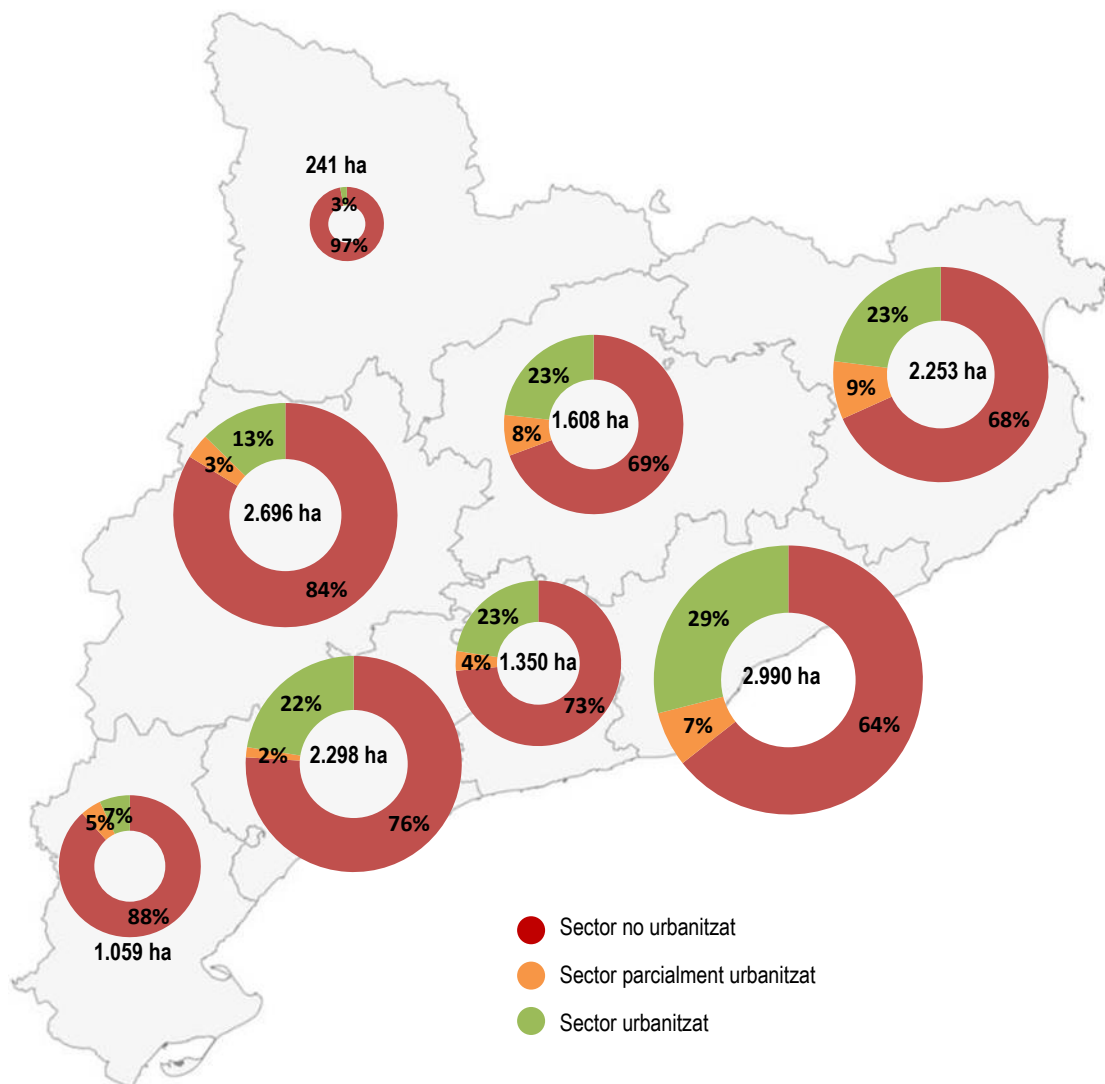 241 ha
3%
97%
23%
9%
2.253 ha
68%
23%
8%
1.608 ha
69%
13%
3%
2.696 ha
84%
23%
4%
1.350 ha
73%
29%
7%
2.990 ha
64%
22%
2%
2.298 ha
76%
7%
5%
88%
1.059 ha
Sector no urbanitzat
Sector parcialment urbanitzat
Sector urbanitzat